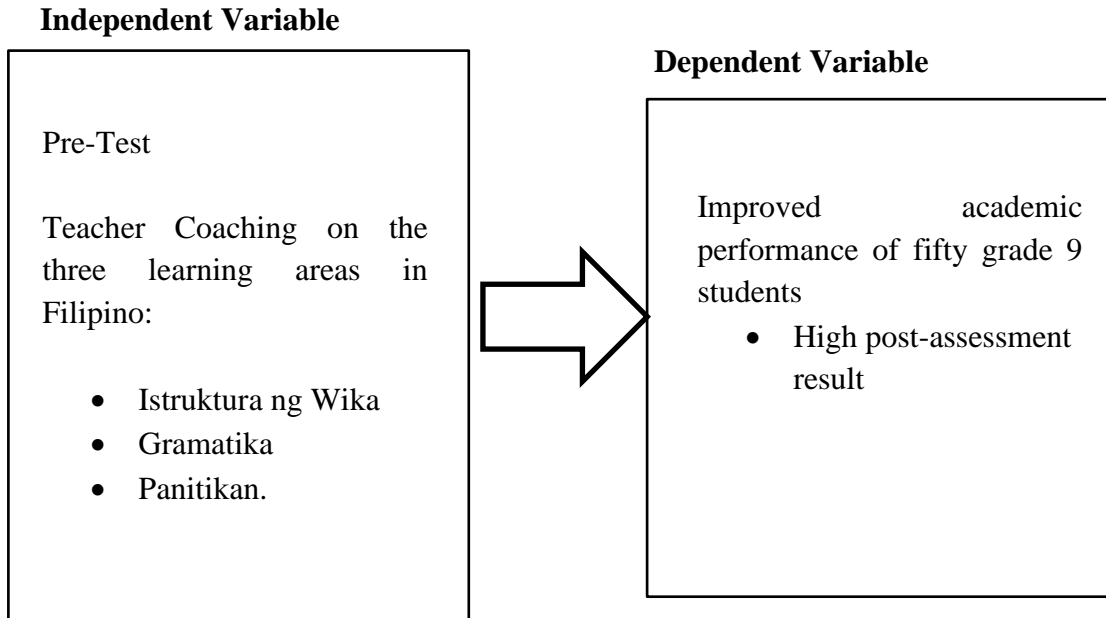 Independent Variable
Pre-Test
Teacher Coaching on the
three learning areas in
Filipino:
• Istruktura ng Wika
• Gramatika
• Panitikan.
Dependent Variable
Improved academic
performance of fifty grade 9
students
• High post-assessment
result